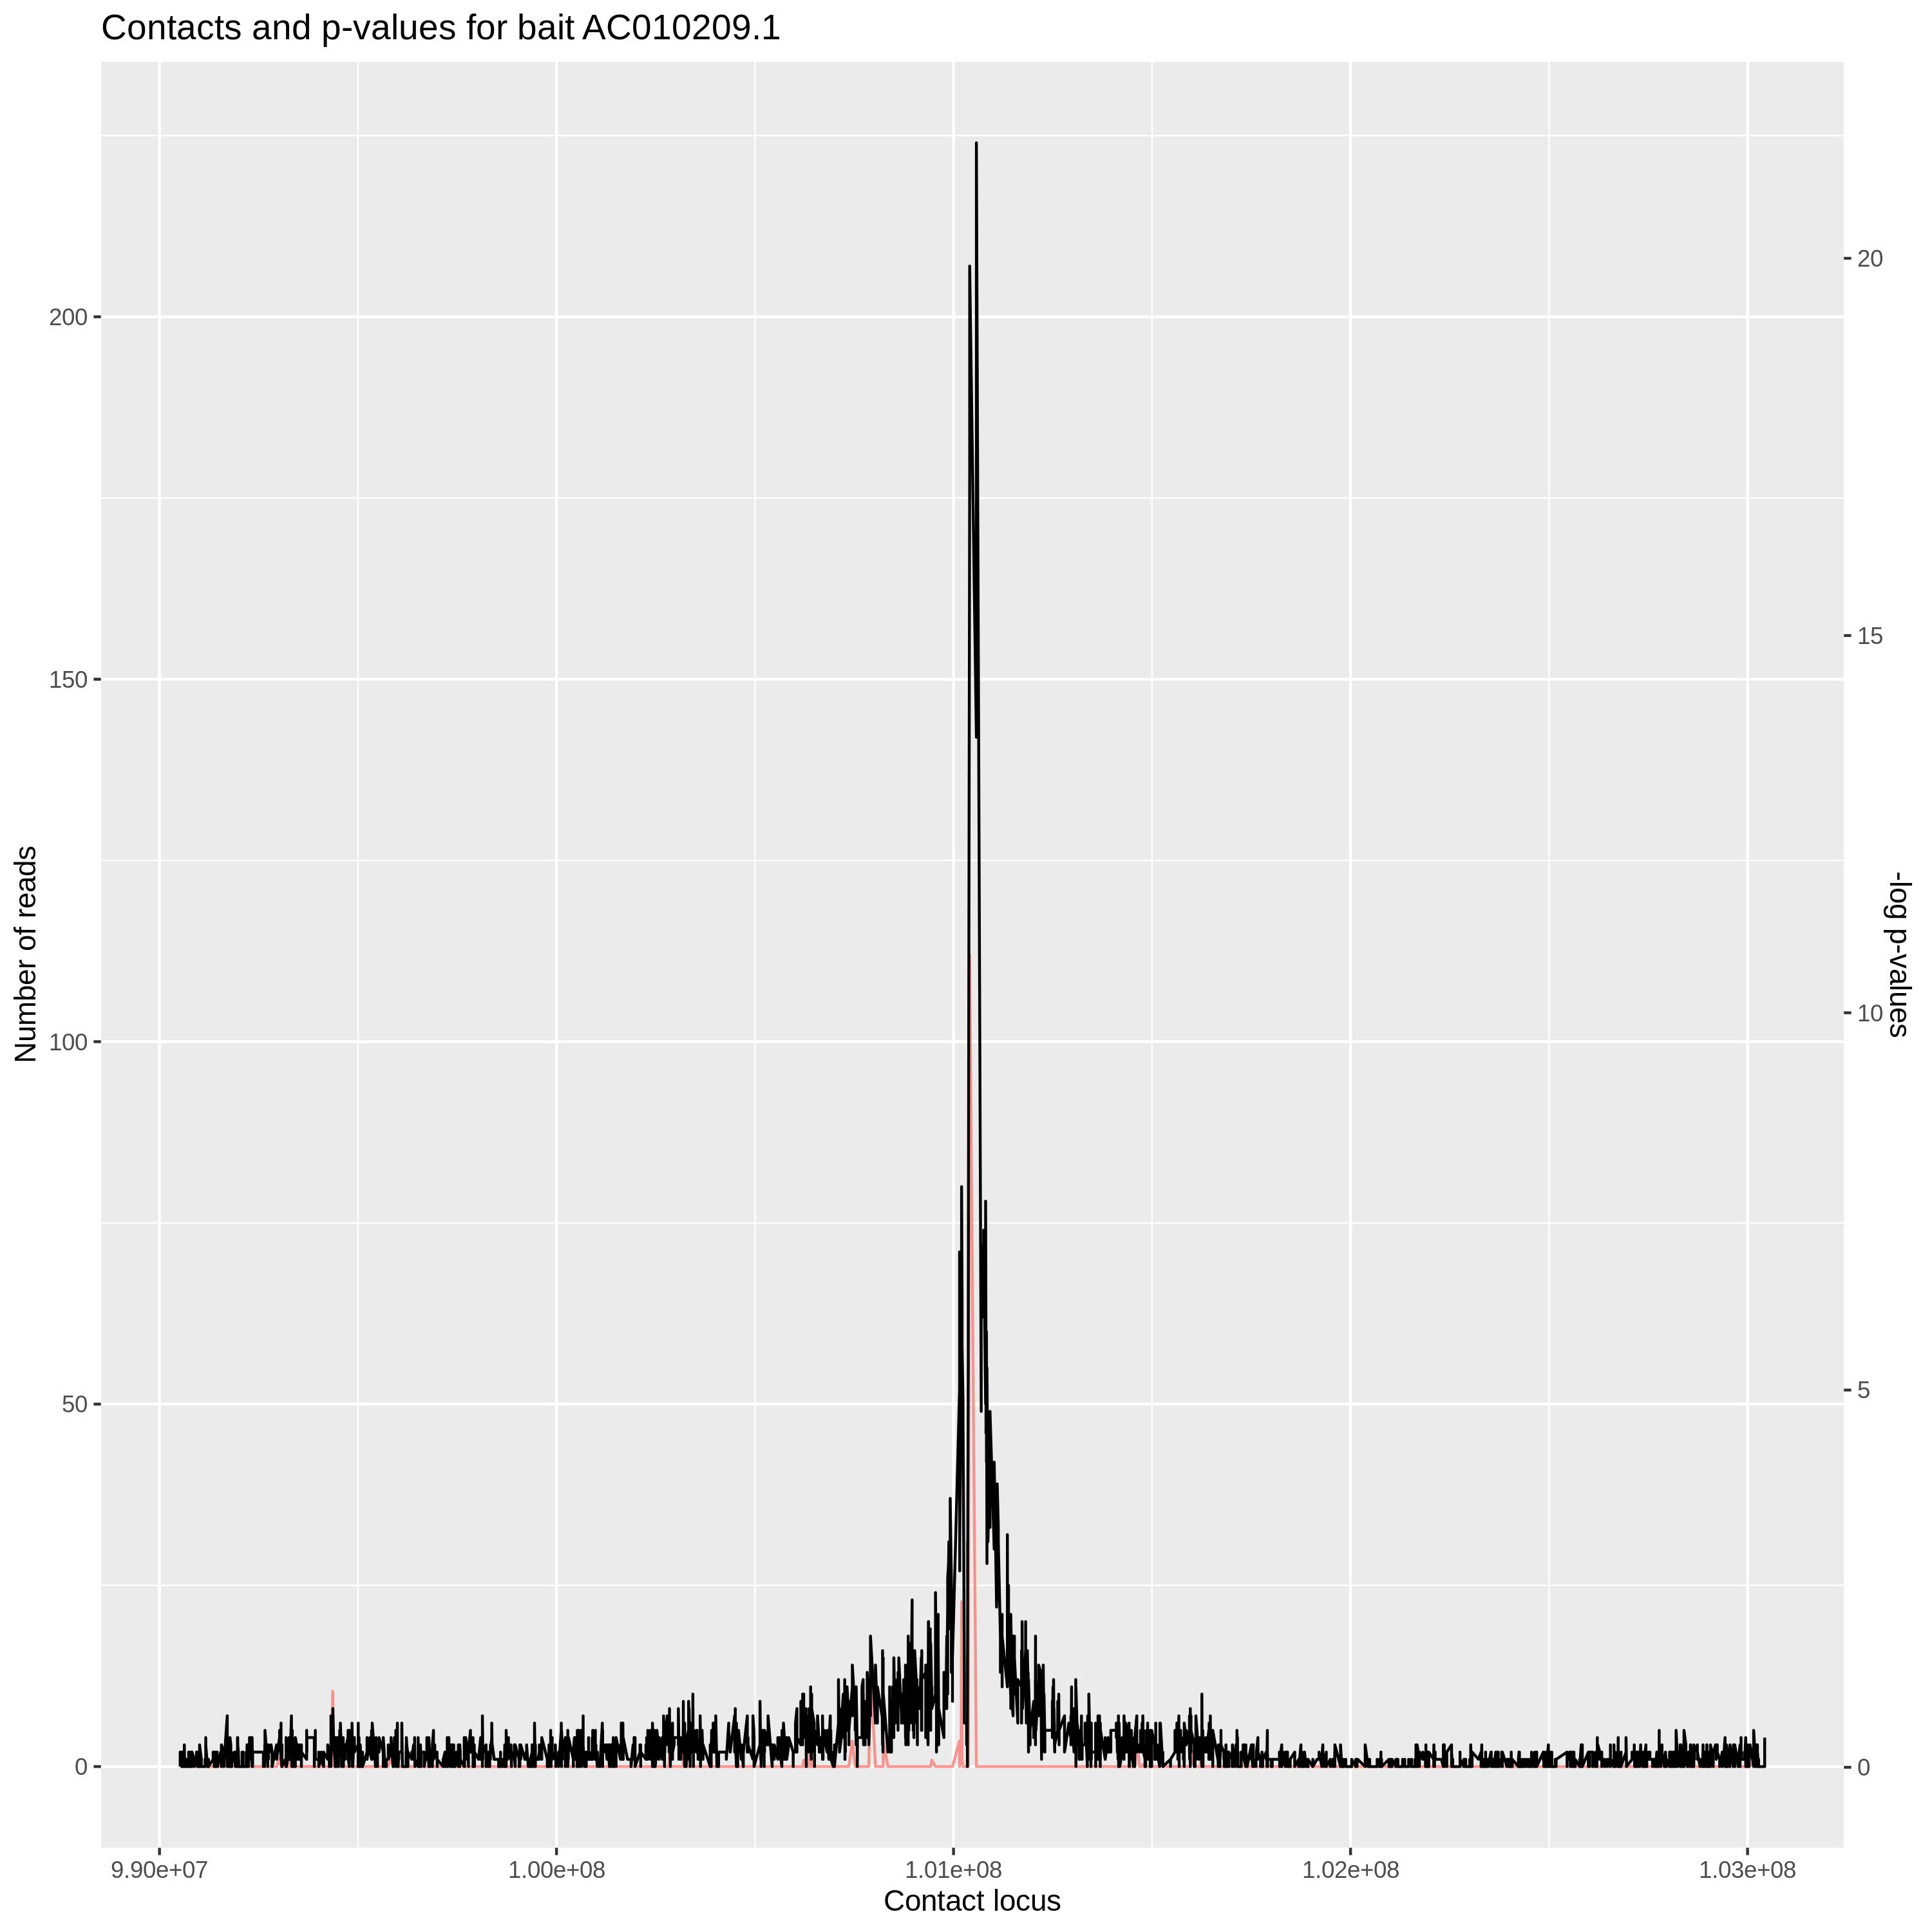 Contacts and p-values for bait AC010209.1
Number of reads
200
150
100
50
0
20
15
10
5
0
-log p-values
9.90e+07 1.00e+08 1.01e+08 1.02e+08 1.03e+08
Contact locus